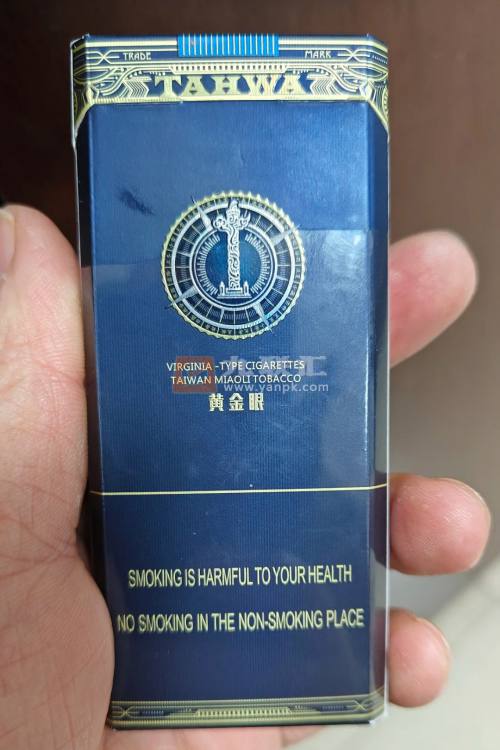 TRADE MARK
TAHWA
VIRGINIA -TYPE CIGARETTES
TAIWAN MIAOLI TOBACCO
www.yanpk.com
黄金眼
SMOKING IS HARMFUL TO YOUR HEALTH
NO SMOKING IN THE NON-SMOKING PLACE